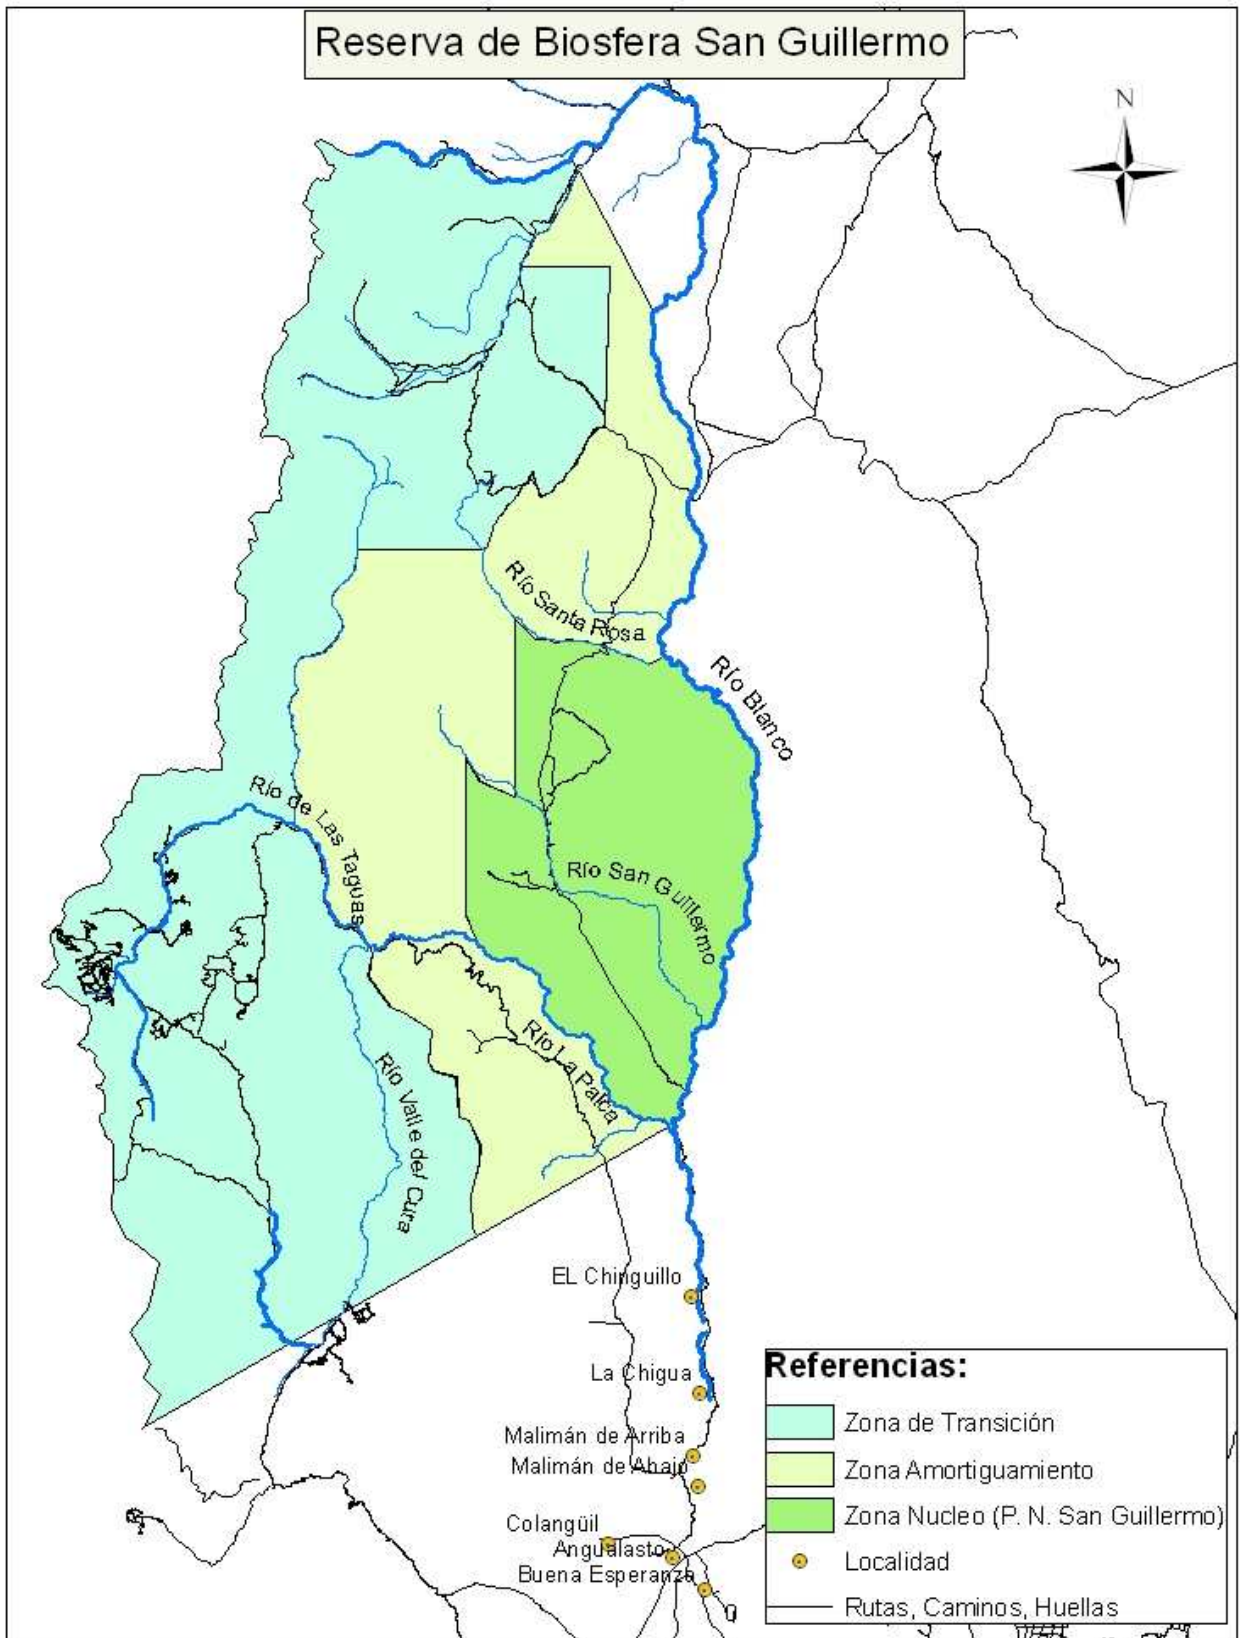 Reserva de Biosfera San Guillermo
N
Río Santa Rosa
Río Blanco
Río de Las Taguas
Río San Guillermo
Río La Palca
Río Valle del Cura
EL Chinguillo
La Chigua
Malimán de Arriba
Malimán de Abajo
Colangüil
Angualasto
Buena Esperanza
Referencias:
Zona de Transición
Zona Amortiguamiento
Zona Nucleo (P. N. San Guillermo)
Localidad
Rutas, Caminos, Huellas